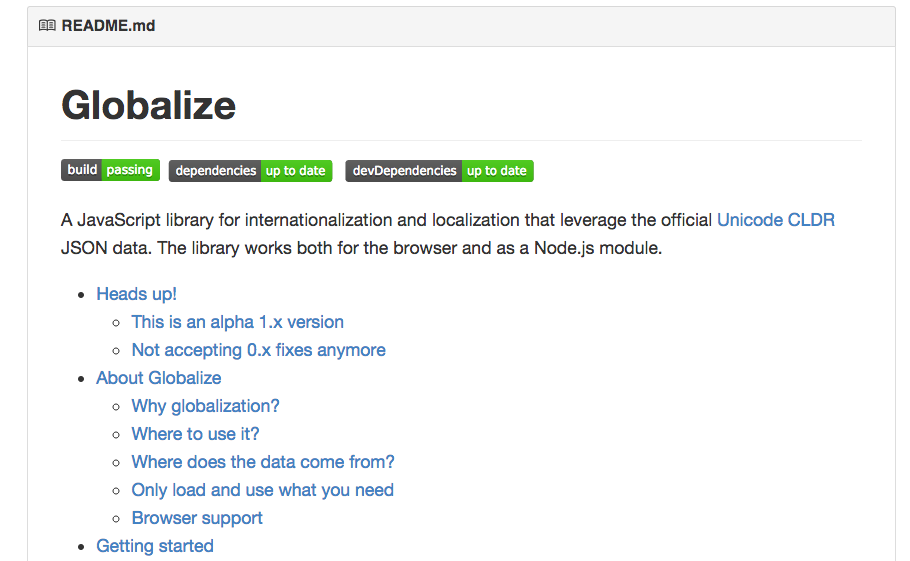 README.md
Globalize
build passing dependencies up to date devDependencies up to date
A JavaScript library for internationalization and localization that leverage the official Unicode CLDR
JSON data. The library works both for the browser and as a Node.js module.
Heads up!
This is an alpha 1.x version
Not accepting 0.x fixes anymore
About Globalize
Why globalization?
Where to use it?
Where does the data come from?
Only load and use what you need
Browser support
Getting started